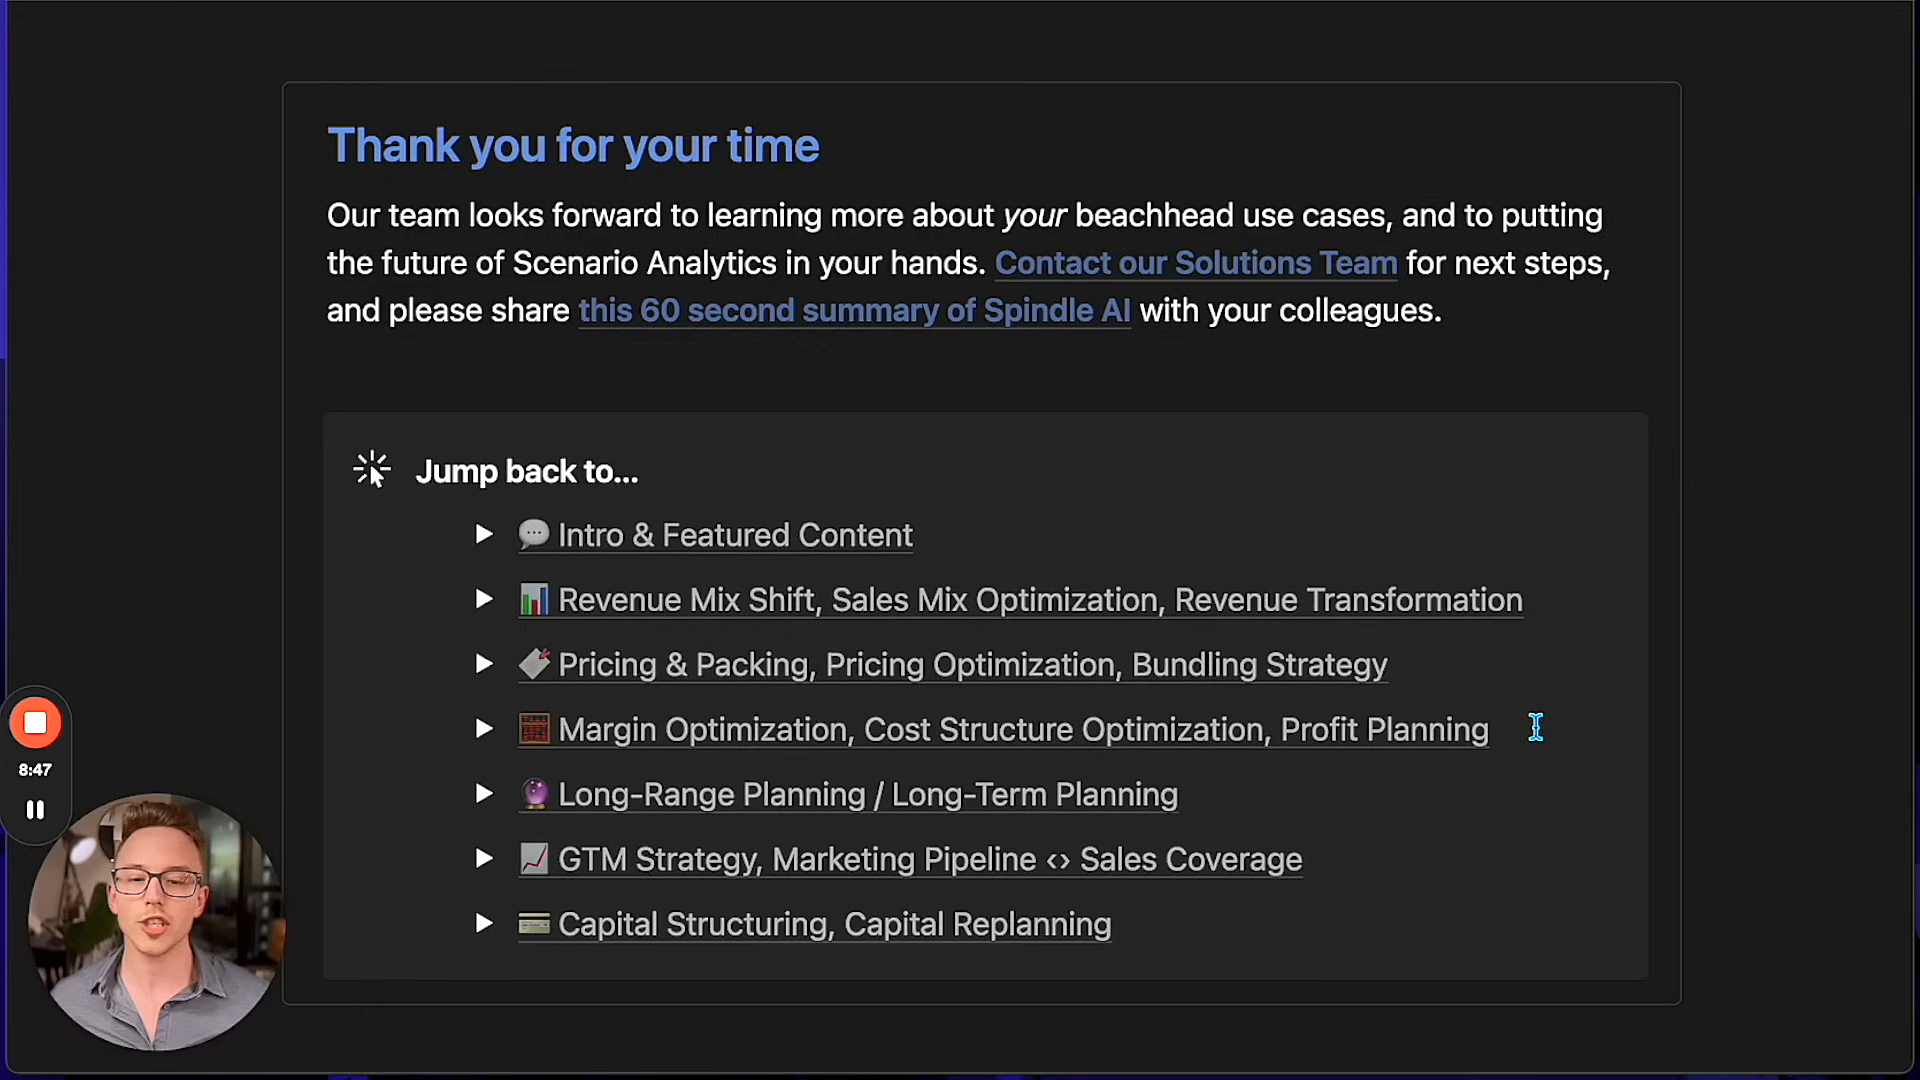 Thank you for your time
Our team looks forward to learning more about your beachhead use cases, and to putting
the future of Scenario Analytics in your hands. Contact our Solutions Team for next steps,
and please share this 60 second summary of Spindle AI with your colleagues.
Jump back to...
Intro & Featured Content
Revenue Mix Shift, Sales Mix Optimization, Revenue Transformation
Pricing & Packing, Pricing Optimization, Bundling Strategy
Margin Optimization, Cost Structure Optimization, Profit Planning
Long-Range Planning / Long-Term Planning
GTM Strategy, Marketing Pipeline <> Sales Coverage
Capital Structuring, Capital Replanning
8:47